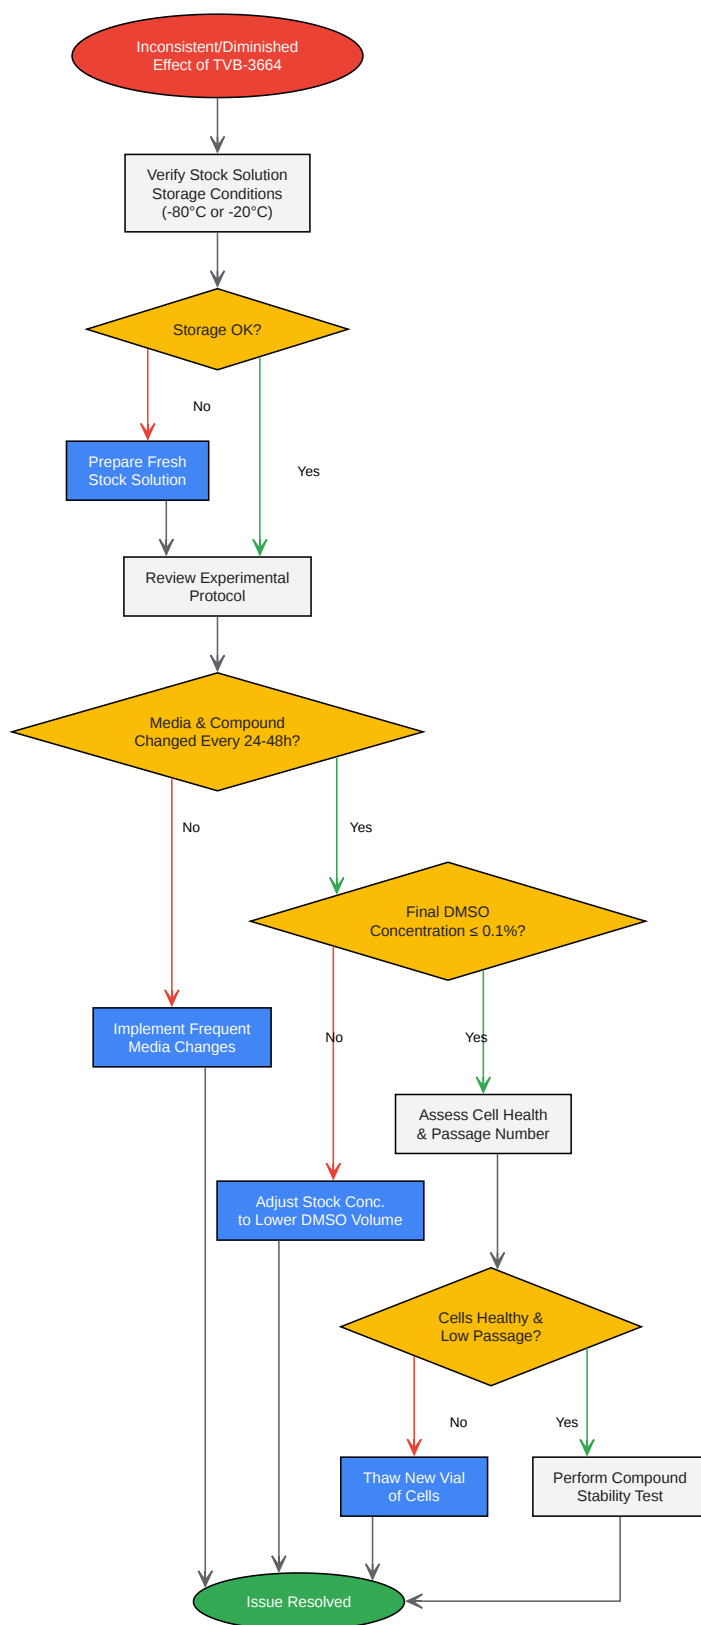 Inconsistent/Diminished
Effect of TVB-3664
Verify Stock Solution
Storage Conditions
(-80°C or -20°C)
Storage OK?
No
Prepare Fresh
Stock Solution
Yes
Review Experimental
Protocol
Media & Compound
Changed Every 24-48h?
No
Yes
Final DMSO
Concentration ≤ 0.1%?
Implement Frequent
Media Changes
No
Yes
Assess Cell Health
& Passage Number
Adjust Stock Conc.
to Lower DMSO Volume
Cells Healthy &
Low Passage?
No
Yes
Thaw New Vial
of Cells
Perform Compound
Stability Test
Issue Resolved